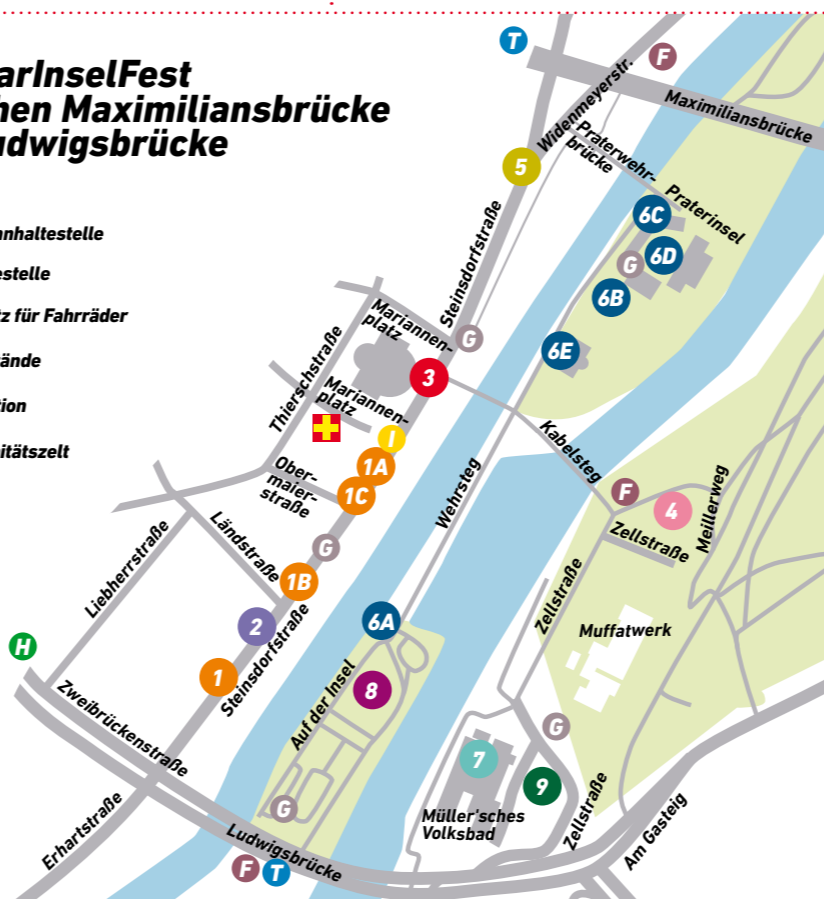 arInselFest
hen Maximiliansbrücke
udwigsbrücke
nnhaltestelle
estelle
tz für Fahrräder
ände
tion
itätszelt
T
F
Maximiliansbrücke
Widenmeyerstr.
5
Praterwehr-
brücke
Praterinsel
6C
6D
G
6B
6E
Steinsdorfstraße
Mariannen-
platz
G
3
Thierschstraße
Mariannen-
platz
I
1A
Ober-
maier-
straße
1C
Kabelsteg
Wehrsteg
F
4
Meillerweg
Zellstraße
G
Ländstraße
Liebherrstraße
1B
2
Steinsdorfstraße
6A
Zellstraße
Muffatwerk
H
1
8
Auf der Insel
Zweibrückenstraße
G
7
9
Müller'sches
Volksbad
Zellstraße
G
Erhartstraße
Ludwigsbrücke
F
T
Am Gasteig